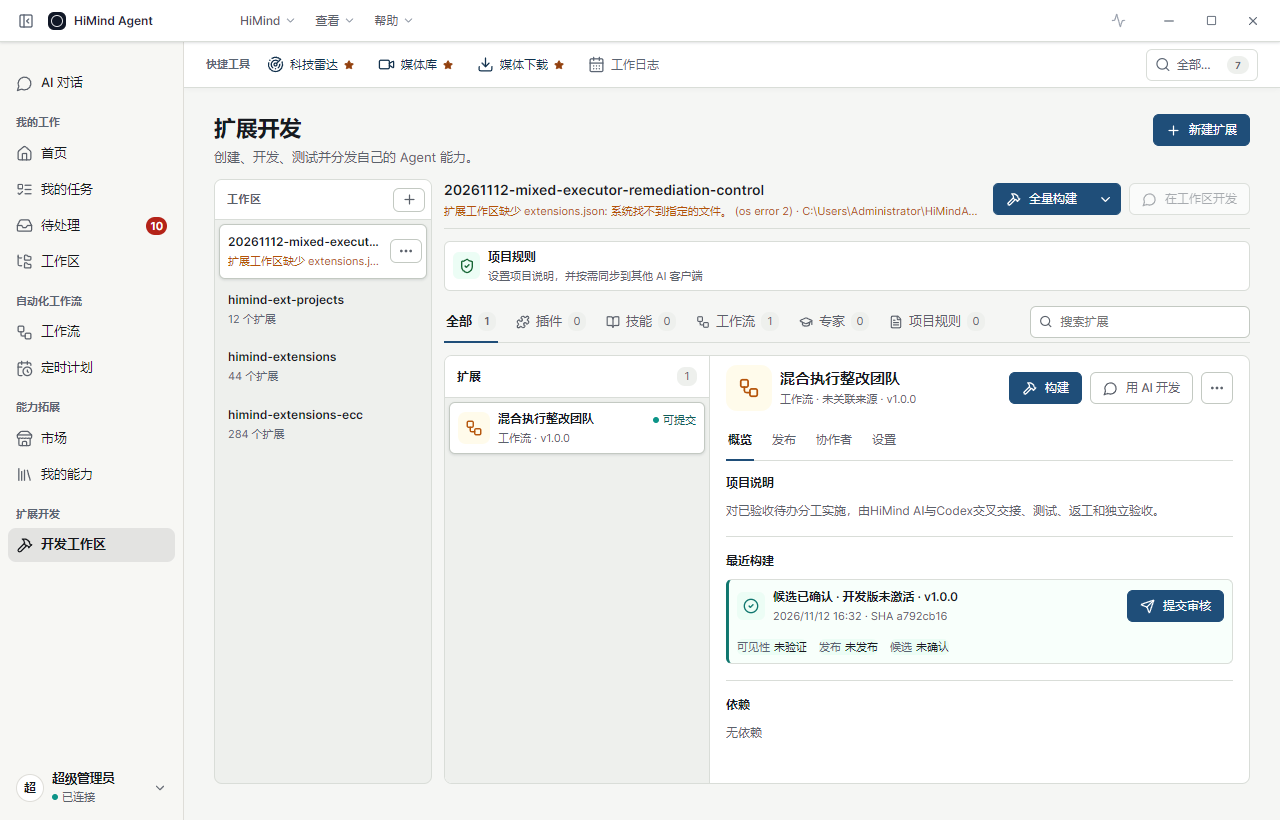 HiMind Agent
HiMind
查看
帮助
快捷工具
科技雷达
媒体库
媒体下载
工作日志
全部...
7
AI 对话
我的工作
首页
我的任务
待处理
10
工作区
自动化工作流
工作流
定时计划
能力拓展
市场
我的能力
扩展开发
开发工作区
超
超级管理员
已连接
扩展开发
创建、开发、测试并分发自己的 Agent 能力。
新建扩展
工作区
20261112-mixed-execut...
扩展工作区缺少 extensions.j...
himind-ext-projects
12 个扩展
himind-extensions
44 个扩展
himind-extensions-ecc
284 个扩展
20261112-mixed-executor-remediation-control
扩展工作区缺少 extensions.json: 系统找不到指定的文件。 (os error 2) · C:\Users\Administrator\HiMindA...
全量构建
在工作区开发
项目规则
设置项目说明，并按需同步到其他 AI 客户端
全部 1
插件 0
技能 0
工作流 1
专家 0
项目规则 0
搜索扩展
扩展
1
混合执行整改团队
可提交
工作流 · v1.0.0
混合执行整改团队
工作流 · 未关联来源 · v1.0.0
构建
用 AI 开发
概览
发布
协作者
设置
项目说明
对已验收待办分工实施，由HiMind AI与Codex交叉交接、测试、返工和独立验收。
最近构建
候选已确认 · 开发版未激活 · v1.0.0
2026/11/12 16:32 · SHA a792cb16
提交审核
可见性 未验证 发布 未发布 候选 未确认
依赖
无依赖